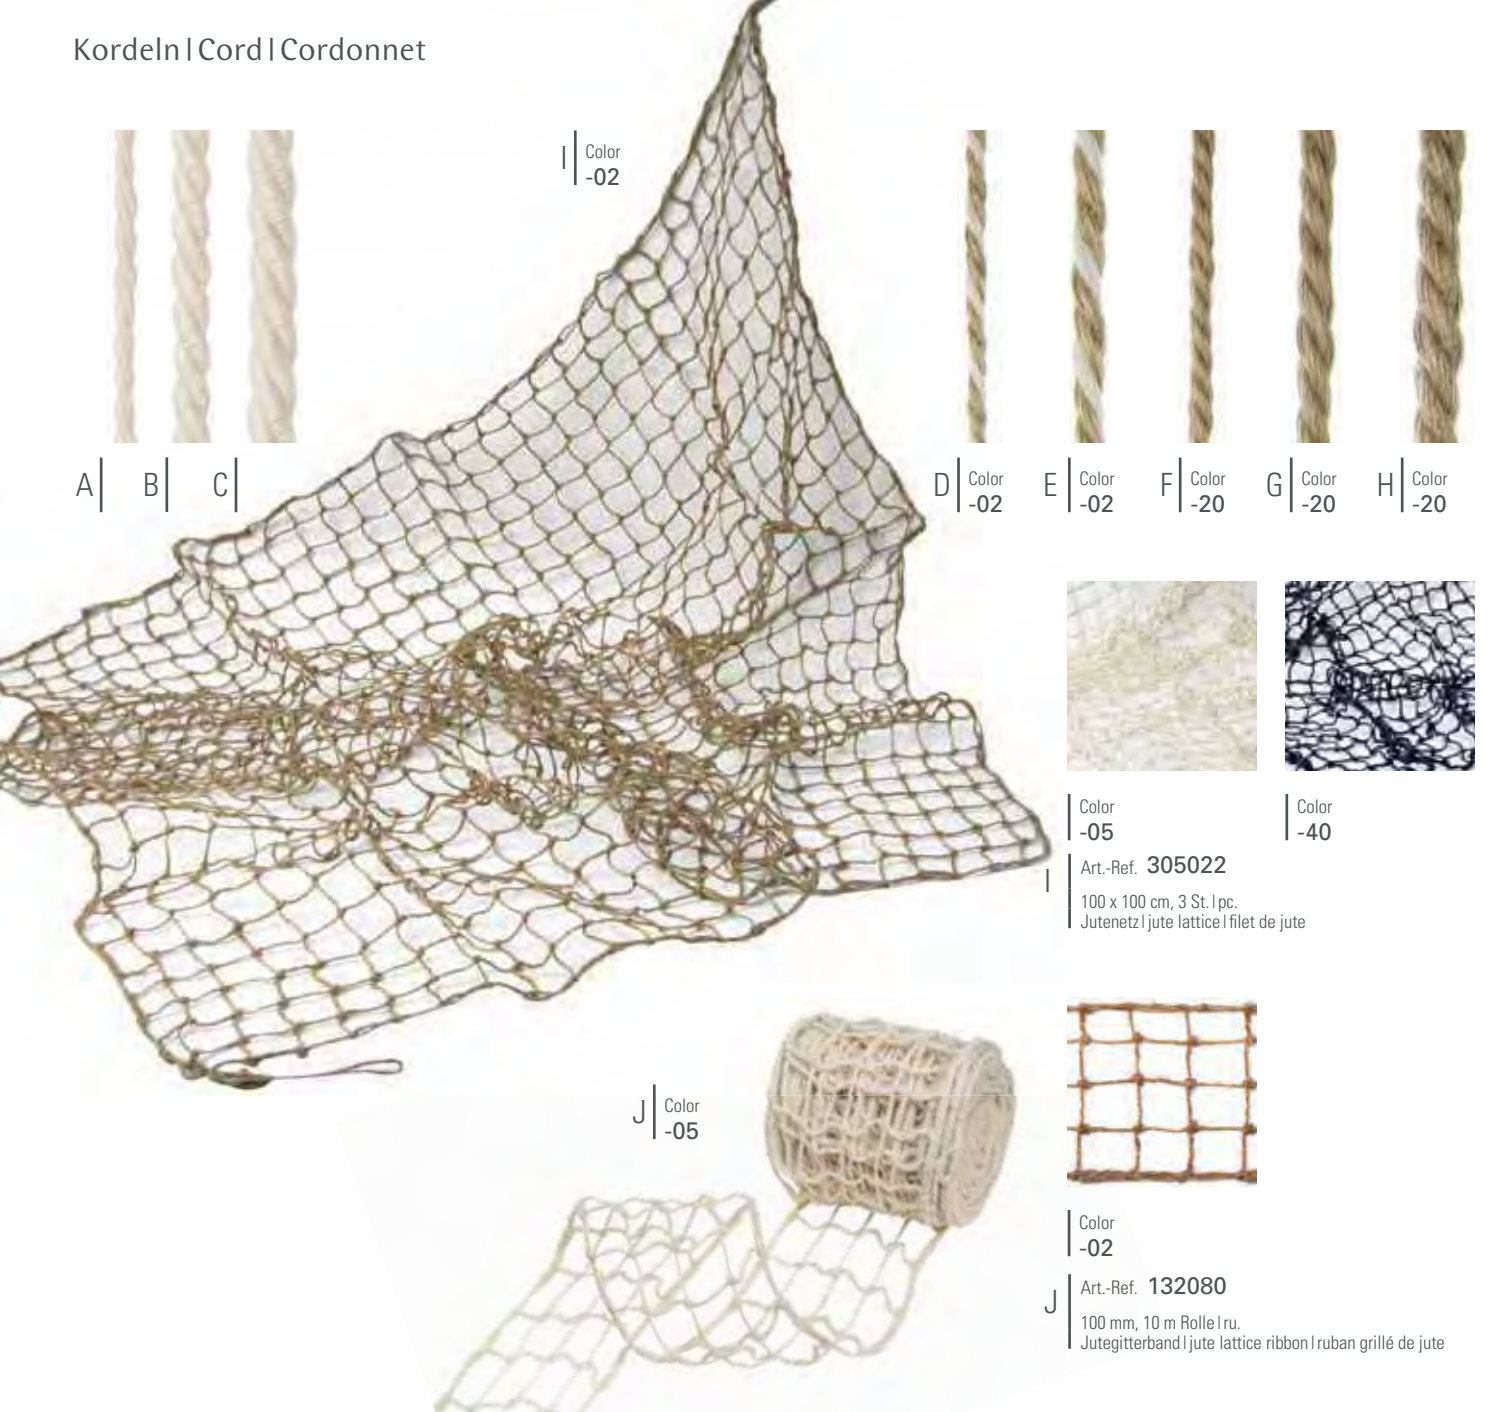 Kordeln|Cord|Cordonnet
I
Color
-02
A
B
C
D
Color
-02
E
Color
-02
F
Color
-20
G
Color
-20
H
Color
-20
Color
-05
Color
-40
I
Art.-Ref. 305022
100 x 100 cm, 3 St.|pc.
Jutenetz|jute lattice|filet de jute
J
Color
-05
Color
-02
J
Art.-Ref. 132080
100 mm, 10 m Rolle|ru.
Jutegitterband|jute lattice ribbon|ruban grillé de jute